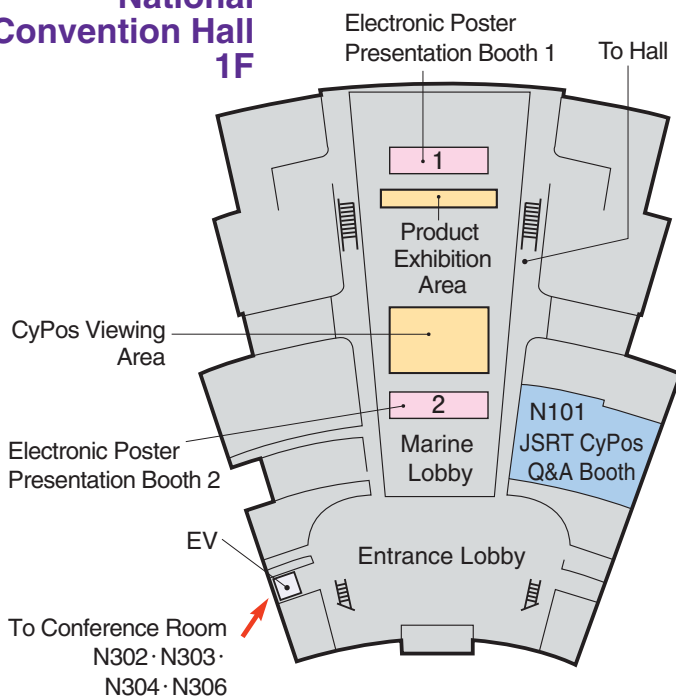 National
Convention Hall
1F
Electronic Poster
Presentation Booth 1
To Hall
1
Product
Exhibition
Area
CyPos Viewing
Area
2
N101
JSRT CyPos
Q&A Booth
Marine
Lobby
Electronic Poster
Presentation Booth 2
EV
Entrance Lobby
To Conference Room
N302·N303·
N304·N306